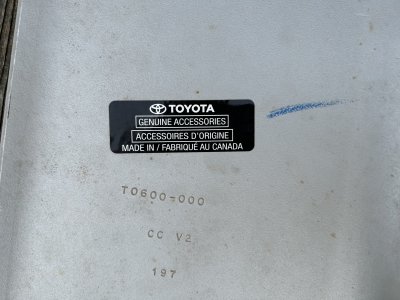 TOYOTA
GENUINE ACCESSORIES
ACCESSOIRES D'ORIGINE
MADE IN / FABRIQUÉ AU CANADA
T0600-000
CC V2
197